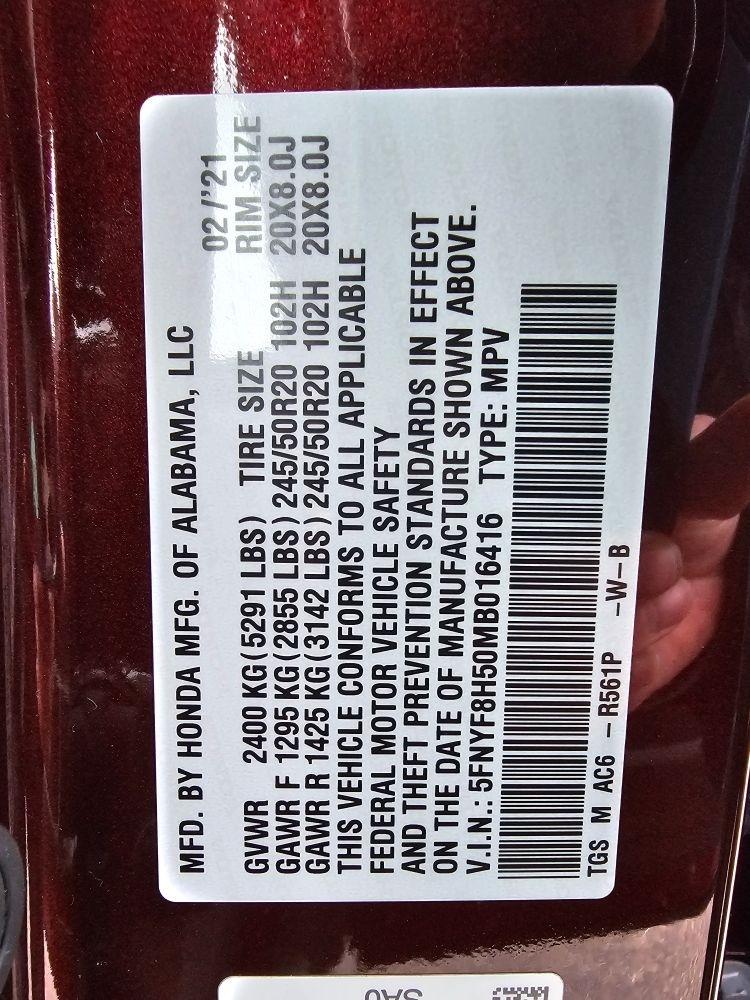 MFD. BY HONDA MFG. OF ALABAMA, LLC
02/'21
GVWR 2400 KG(5291 LBS) TIRE SIZE RIM SIZE
GAWR F 1295 KG(2855 LBS) 245/50R20 102H 20X8.0J
GAWR R 1425 KG(3142 LBS) 245/50R20 102H 20X8.0J
THIS VEHICLE CONFORMS TO ALL APPLICABLE
FEDERAL MOTOR VEHICLE SAFETY
AND THEFT PREVENTION STANDARDS IN EFFECT
ON THE DATE OF MANUFACTURE SHOWN ABOVE.
V.I.N.: 5FNYF8H50MB016416 TYPE: MPV
TGS M AC6 - R561P -W-B